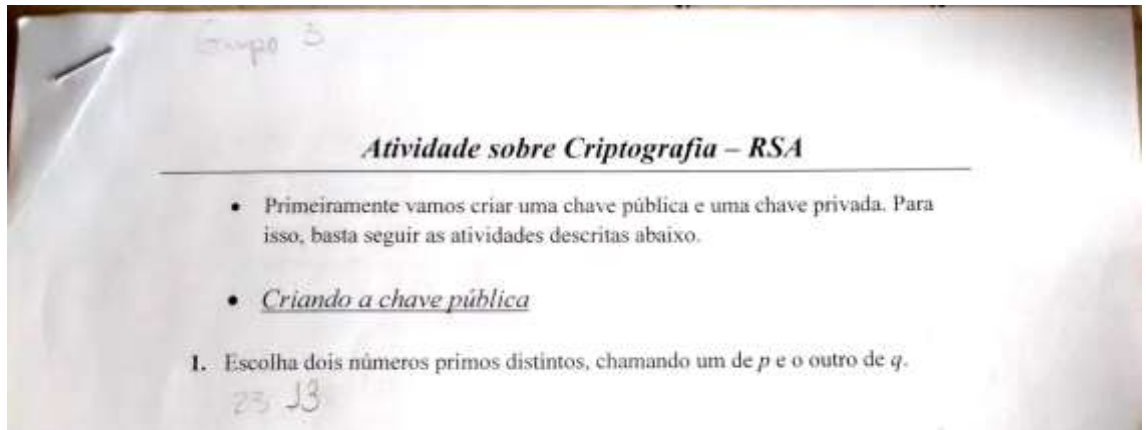 Grupo 3
Atividade sobre Criptografia – RSA
• Primeiramente vamos criar uma chave pública e uma chave privada. Para
isso, basta seguir as atividades descritas abaixo.
• Criando a chave pública
1. Escolha dois números primos distintos, chamando um de p e o outro de q.
23 13